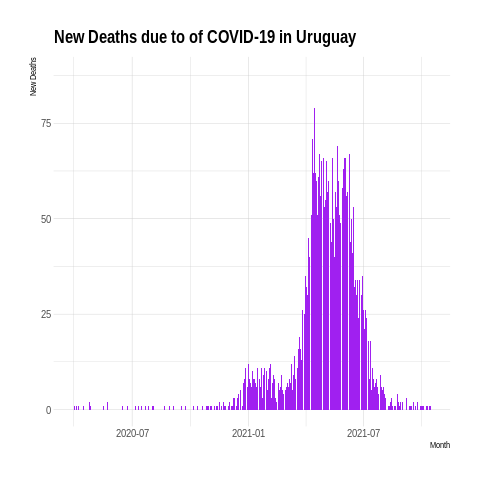 New Deaths due to of COVID-19 in Uruguay
New Deaths
75
50
25
0
2020-07
2021-01
2021-07
Month